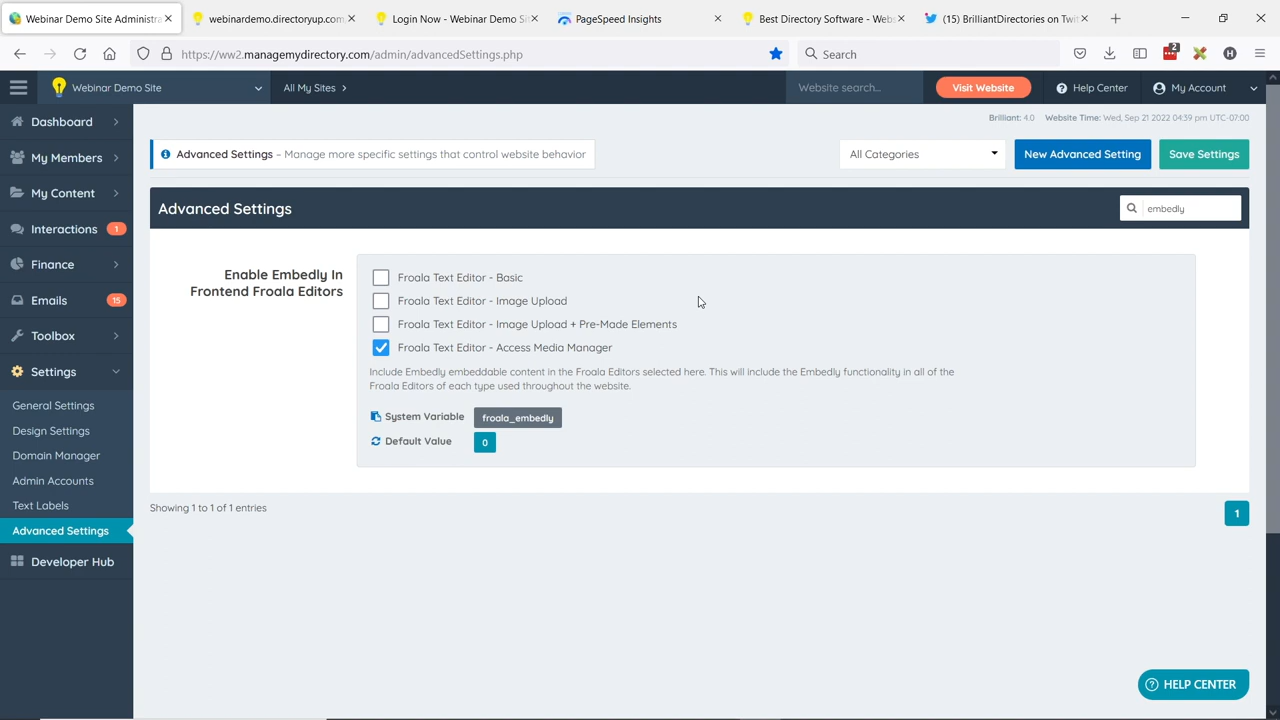 Webinar Demo Site Administra
webinardemo.directoryup.com
Login Now - Webinar Demo Si
PageSpeed Insights
Best Directory Software - Webs
(15) BrilliantDirectories on Twit
https://ww2.managemydirectory.com/admin/advancedSettings.php
Search
2
H
Webinar Demo Site
All My Sites
Website search...
Visit Website
Help Center
My Account
Brilliant: 4.0 Website Time: Wed, Sep 21 2022 04:39 pm UTC-07:00
Dashboard
My Members
My Content
Interactions 1
Finance
Emails 15
Toolbox
Settings
General Settings
Design Settings
Domain Manager
Admin Accounts
Text Labels
Advanced Settings
Developer Hub
Advanced Settings – Manage more specific settings that control website behavior
All Categories
New Advanced Setting
Save Settings
Advanced Settings
embedly
Enable Embedly In
Frontend Froala Editors
Froala Text Editor - Basic
Froala Text Editor - Image Upload
Froala Text Editor - Image Upload + Pre-Made Elements
Froala Text Editor - Access Media Manager
Include Embedly embeddable content in the Froala Editors selected here. This will include the Embedly functionality in all of the
Froala Editors of each type used throughout the website.
System Variable froala_embedly
Default Value 0
Showing 1 to 1 of 1 entries
1
HELP CENTER